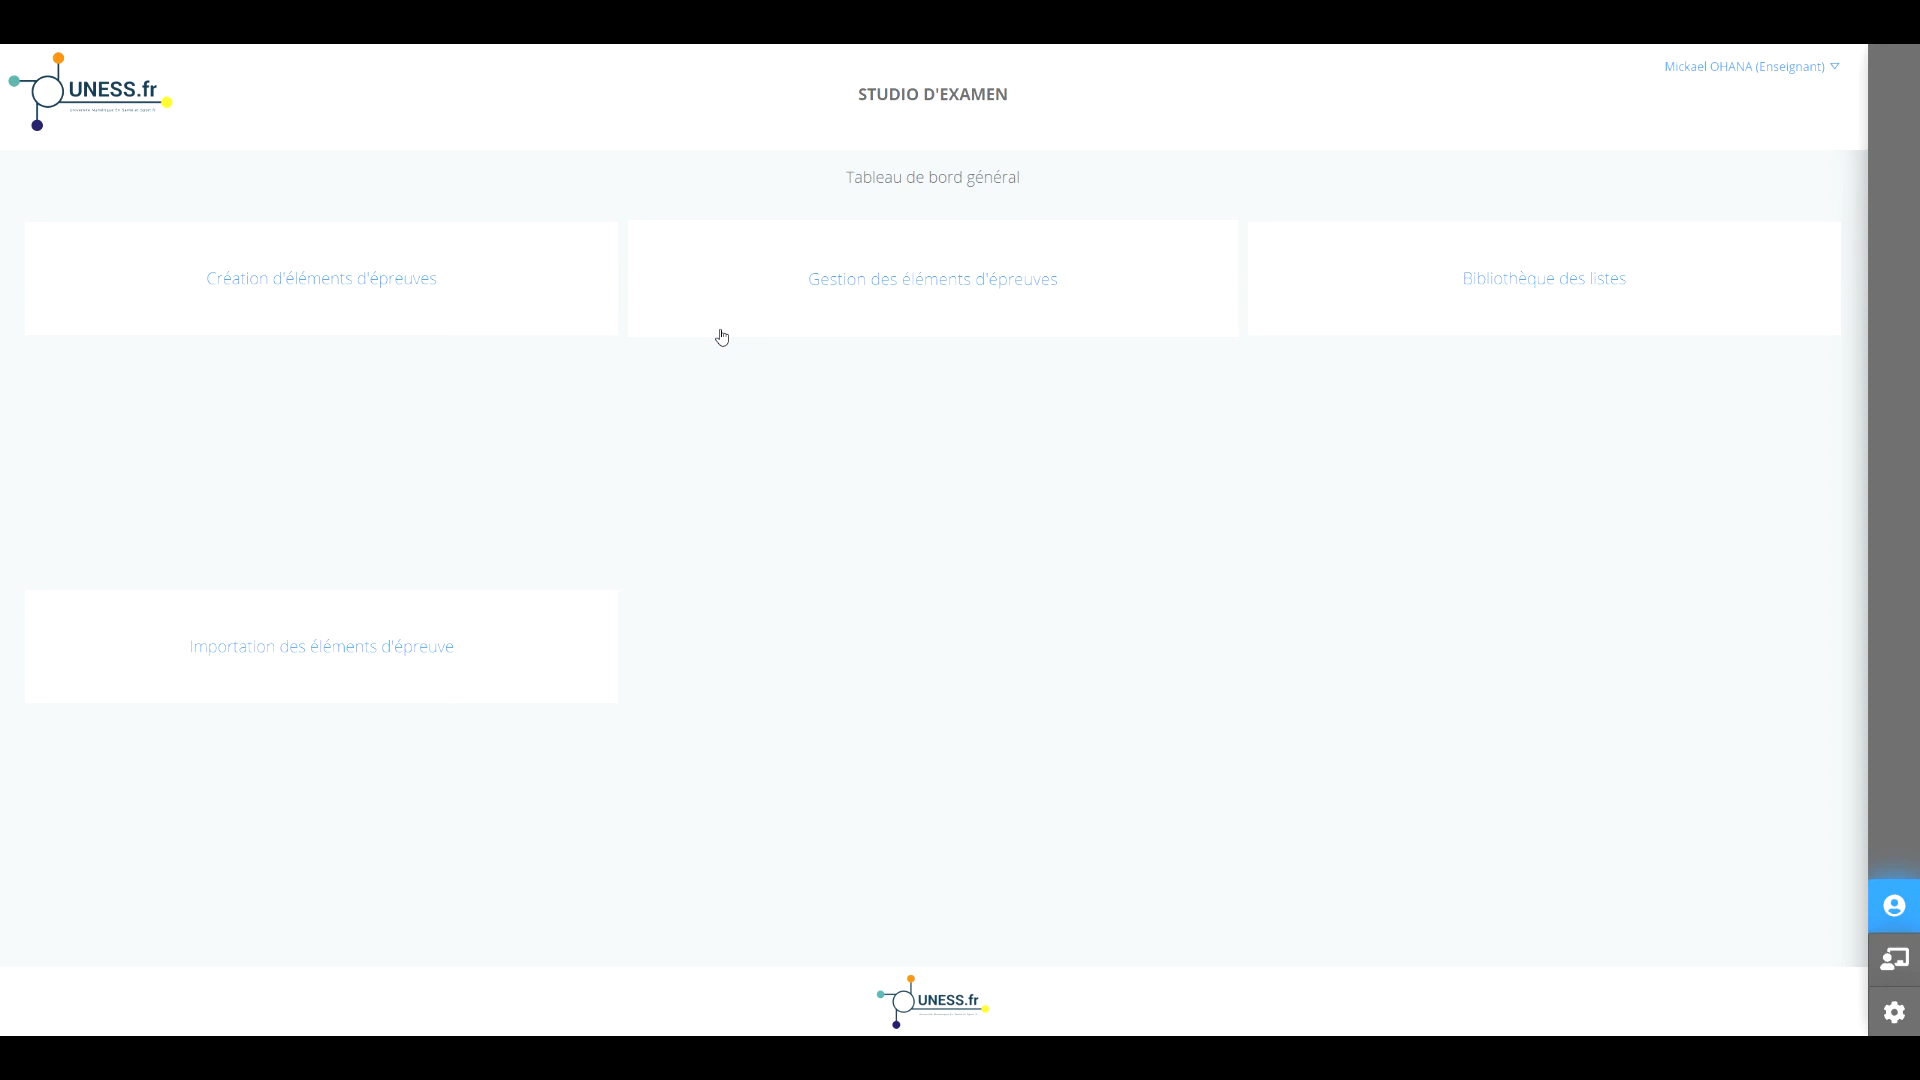 UNESS.fr
Mickael OHANA (Enseignant)
STUDIO D'EXAMEN
Tableau de bord général
Création d'éléments d'épreuves
Gestion des éléments d'épreuves
Bibliothèque des listes
Importation des éléments d'épreuve
UNESS.fr